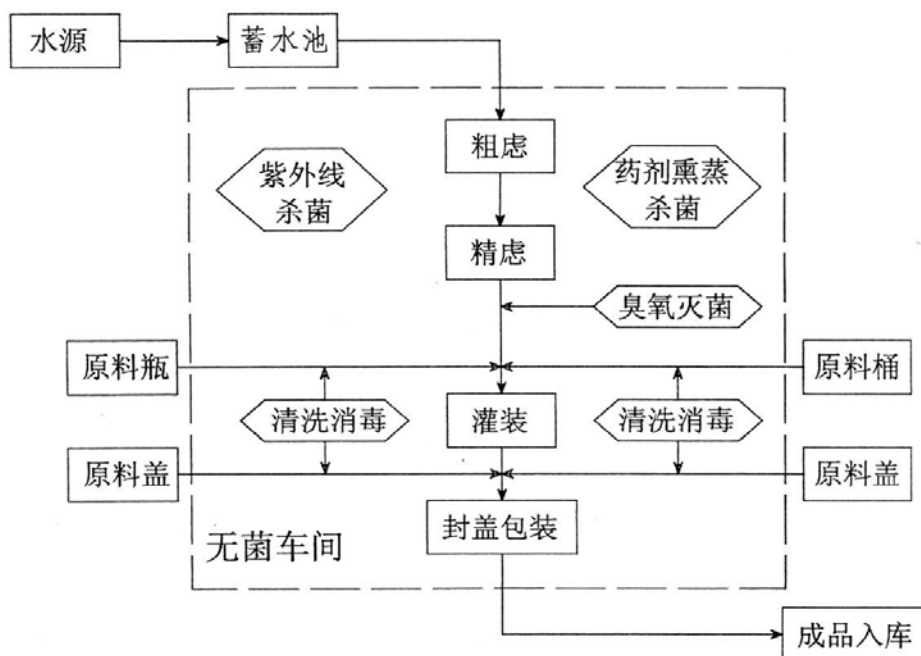 水源
蓄水池
粗虑
紫外线
杀菌
药剂熏蒸
杀菌
精虑
臭氧灭菌
原料瓶
原料桶
清洗消毒
灌装
清洗消毒
原料盖
原料盖
封盖包装
无菌车间
成品入库